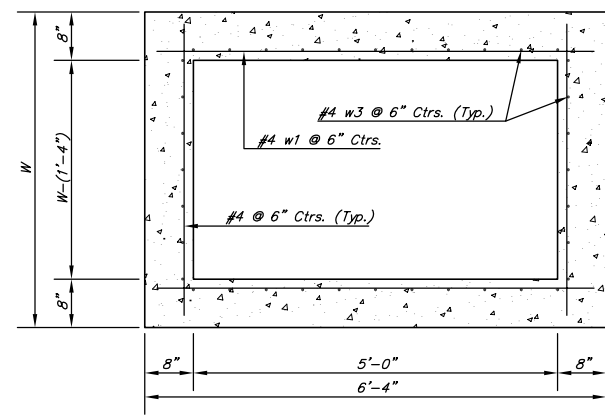 8"
W
W-(1'-4")
8"
#4 w3 @ 6" Ctrs. (Typ.)
#4 w1 @ 6" Ctrs.
#4 @ 6" Ctrs. (Typ.)
8"
5'-0"
8"
6'-4"